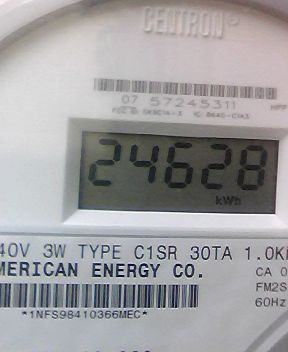 CENTRON
07 57245311
24628
kWh
40V 3W TYPE C1SR 30TA 1.0K
MERICAN ENERGY CO.
CA 0
FM2S
60Hz
*1NFS98410366MEC*